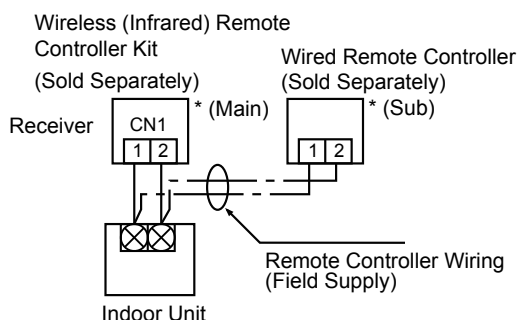 Wireless (Infrared) Remote
Controller Kit
(Sold Separately)
Wired Remote Controller
(Sold Separately)
* (Main)
* (Sub)
Receiver
CN1
1 2
1 2
Remote Controller Wiring
(Field Supply)
Indoor Unit